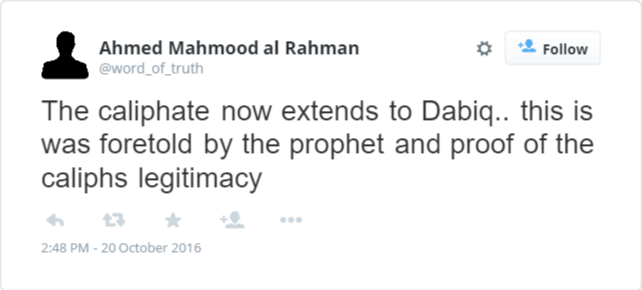 Ahmed Mahmood al Rahman
@word_of_truth
Follow
The caliphate now extends to Dabiq.. this is
was foretold by the prophet and proof of the
caliphs legitimacy
2:48 PM - 20 October 2016